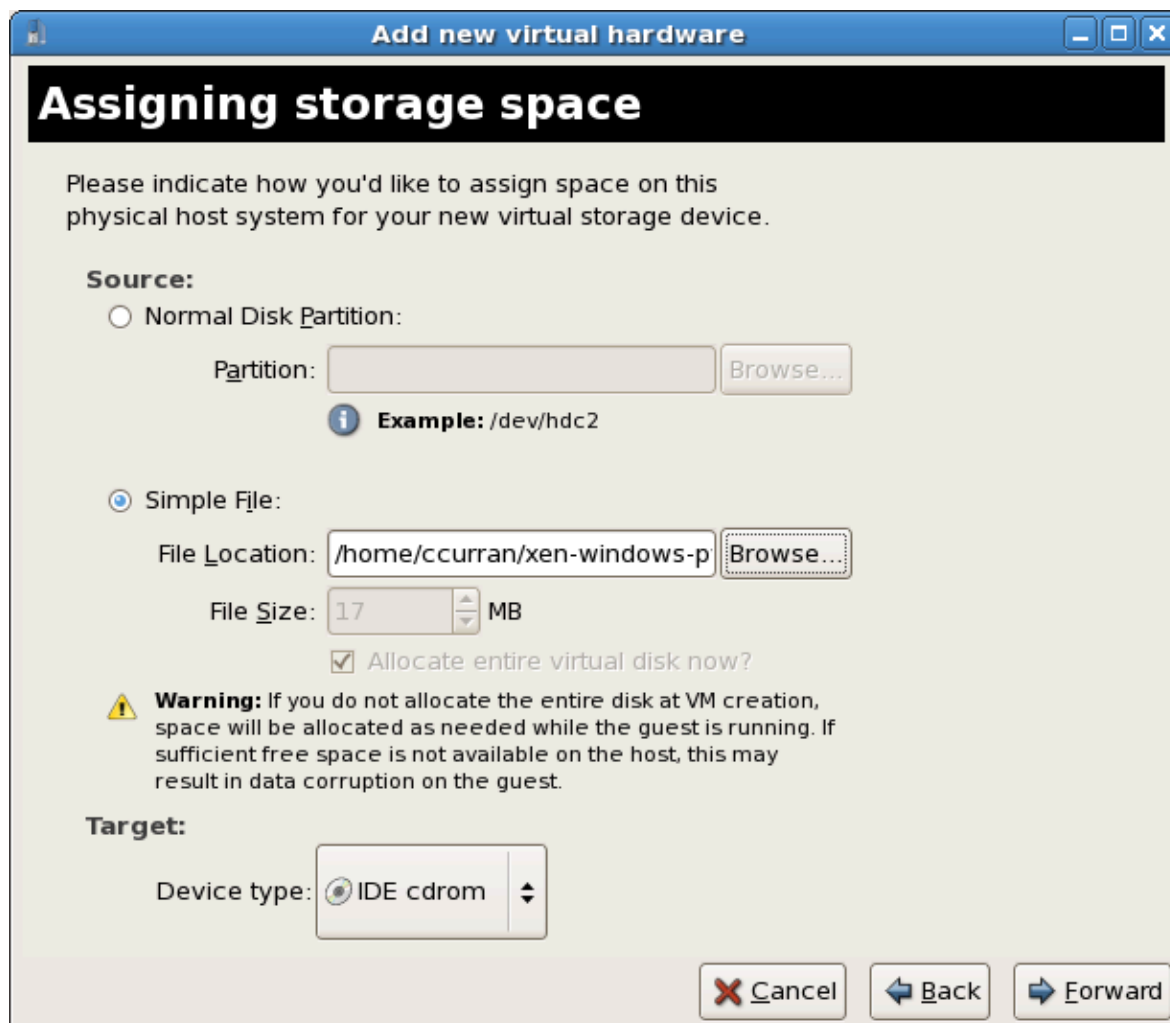 Add new virtual hardware
Assigning storage space
Please indicate how you'd like to assign space on this
physical host system for your new virtual storage device.
Source:
Normal Disk Partition:
Partition: Browse...
Example: /dev/hdc2
Simple File:
File Location: /home/ccurran/xen-windows-p Browse...
File Size: 17 MB
Allocate entire virtual disk now?
Warning: If you do not allocate the entire disk at VM creation,
space will be allocated as needed while the guest is running. If
sufficient free space is not available on the host, this may
result in data corruption on the guest.
Target:
Device type: IDE cdrom
Cancel Back Forward